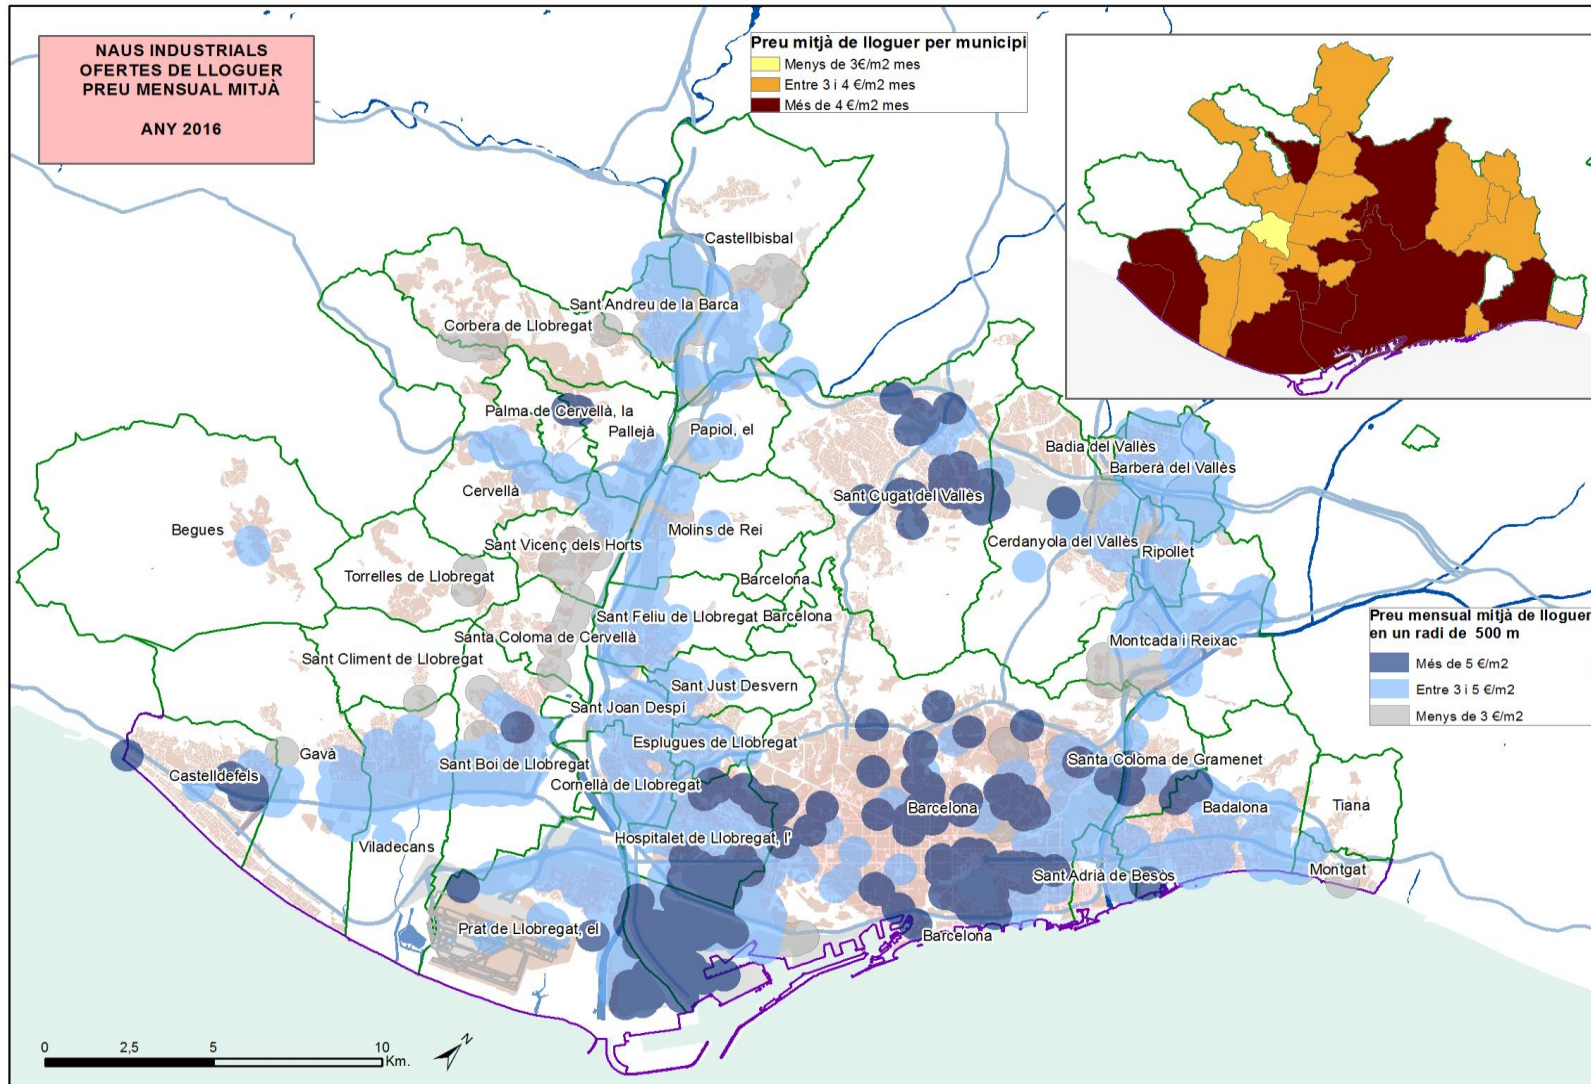 NAUS INDUSTRIALS
OFERTES DE LLOGUER
PREU MENSUAL MITJÀ
ANY 2016
Preu mitjà de lloguer per municipi
Menys de 3€/m2 mes
Entre 3 i 4 €/m2 mes
Més de 4 €/m2 mes
Castellbisbal
Sant Andreu de la Barca
Corbera de Llobregat
Palma de Cervellà, la
Pallejà
Papiol, el
Badia del Vallès
Barberà del Vallès
Cervellà
Sant Cugat del Vallès
Begues
Molins de Rei
Sant Vicenç dels Horts
Cerdanyola del Vallès
Ripollet
Torrelles de Llobregat
Barcelona
Sant Feliu de Llobregat
Barcelona
Santa Coloma de Cervellà
Montcada i Reixac
Sant Climent de Llobregat
Sant Just Desvern
Sant Joan Despí
Preu mensual mitjà de lloguer
en un radi de 500 m
Més de 5 €/m2
Entre 3 i 5 €/m2
Menys de 3 €/m2
Gavà
Esplugues de Llobregat
Sant Boi de Llobregat
Santa Coloma de Gramenet
Castelldefels
Cornellà de Llobregat
Barcelona
Badalona
Tiana
Viladecans
Hospitalet de Llobregat, l'
Sant Adrià de Besòs
Montgat
Prat de Llobregat, el
Barcelona
0 2,5 5 10
Km.
N